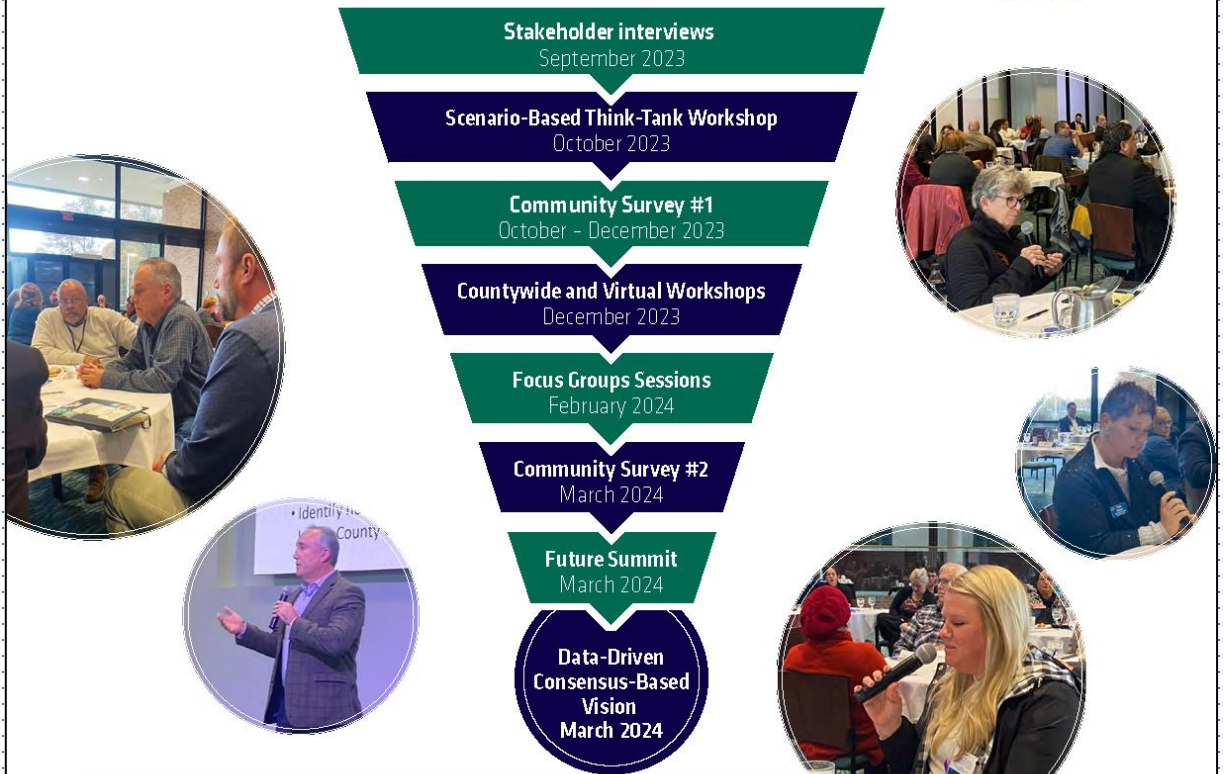 Stakeholder interviews
September 2023
Scenario-Based Think-Tank Workshop
October 2023
Community Survey #1
October – December 2023
Countywide and Virtual Workshops
December 2023
Focus Groups Sessions
February 2024
Community Survey #2
March 2024
• Identify
County
Future Summit
March 2024
Data-Driven
Consensus-Based
Vision
March 2024